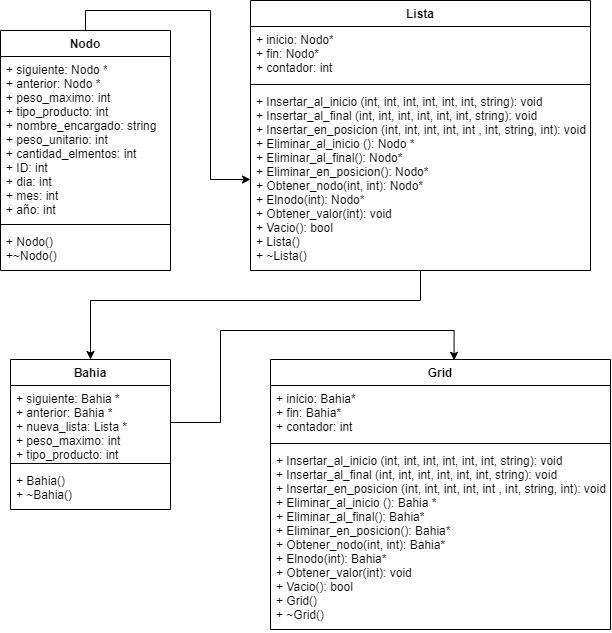 Nodo
+ siguiente: Nodo *
+ anterior: Nodo *
+ peso_maximo: int
+ tipo_producto: int
+ nombre_encargado: string
+ peso_unitario: int
+ cantidad_elmentos: int
+ ID: int
+ dia: int
+ mes: int
+ año: int
+ Nodo()
+~Nodo()
Lista
+ inicio: Nodo*
+ fin: Nodo*
+ contador: int
+ Insertar_al_inicio (int, int, int, int, int, int, string): void
+ Insertar_al_final (int, int, int, int, int, int, string): void
+ Insertar_en_posicion (int, int, int, int, int , int, string, int): void
+ Eliminar_al_inicio (): Nodo *
+ Eliminar_al_final(): Nodo*
+ Eliminar_en_posicion(): Nodo*
+ Obtener_nodo(int, int): Nodo*
+ Elnodo(int): Nodo*
+ Obtener_valor(int): void
+ Vacio(): bool
+ Lista()
+ ~Lista()
Bahia
+ siguiente: Bahia *
+ anterior: Bahia *
+ nueva_lista: Lista *
+ peso_maximo: int
+ tipo_producto: int
+ Bahia()
+ ~Bahia()
Grid
+ inicio: Bahia*
+ fin: Bahia*
+ contador: int
+ Insertar_al_inicio (int, int, int, int, int, int, string): void
+ Insertar_al_final (int, int, int, int, int, int, string): void
+ Insertar_en_posicion (int, int, int, int, int , int, string, int): void
+ Eliminar_al_inicio (): Bahia *
+ Eliminar_al_final(): Bahia*
+ Eliminar_en_posicion(): Bahia*
+ Obtener_nodo(int, int): Bahia*
+ Elnodo(int): Bahia*
+ Obtener_valor(int): void
+ Vacio(): bool
+ Grid()
+ ~Grid()